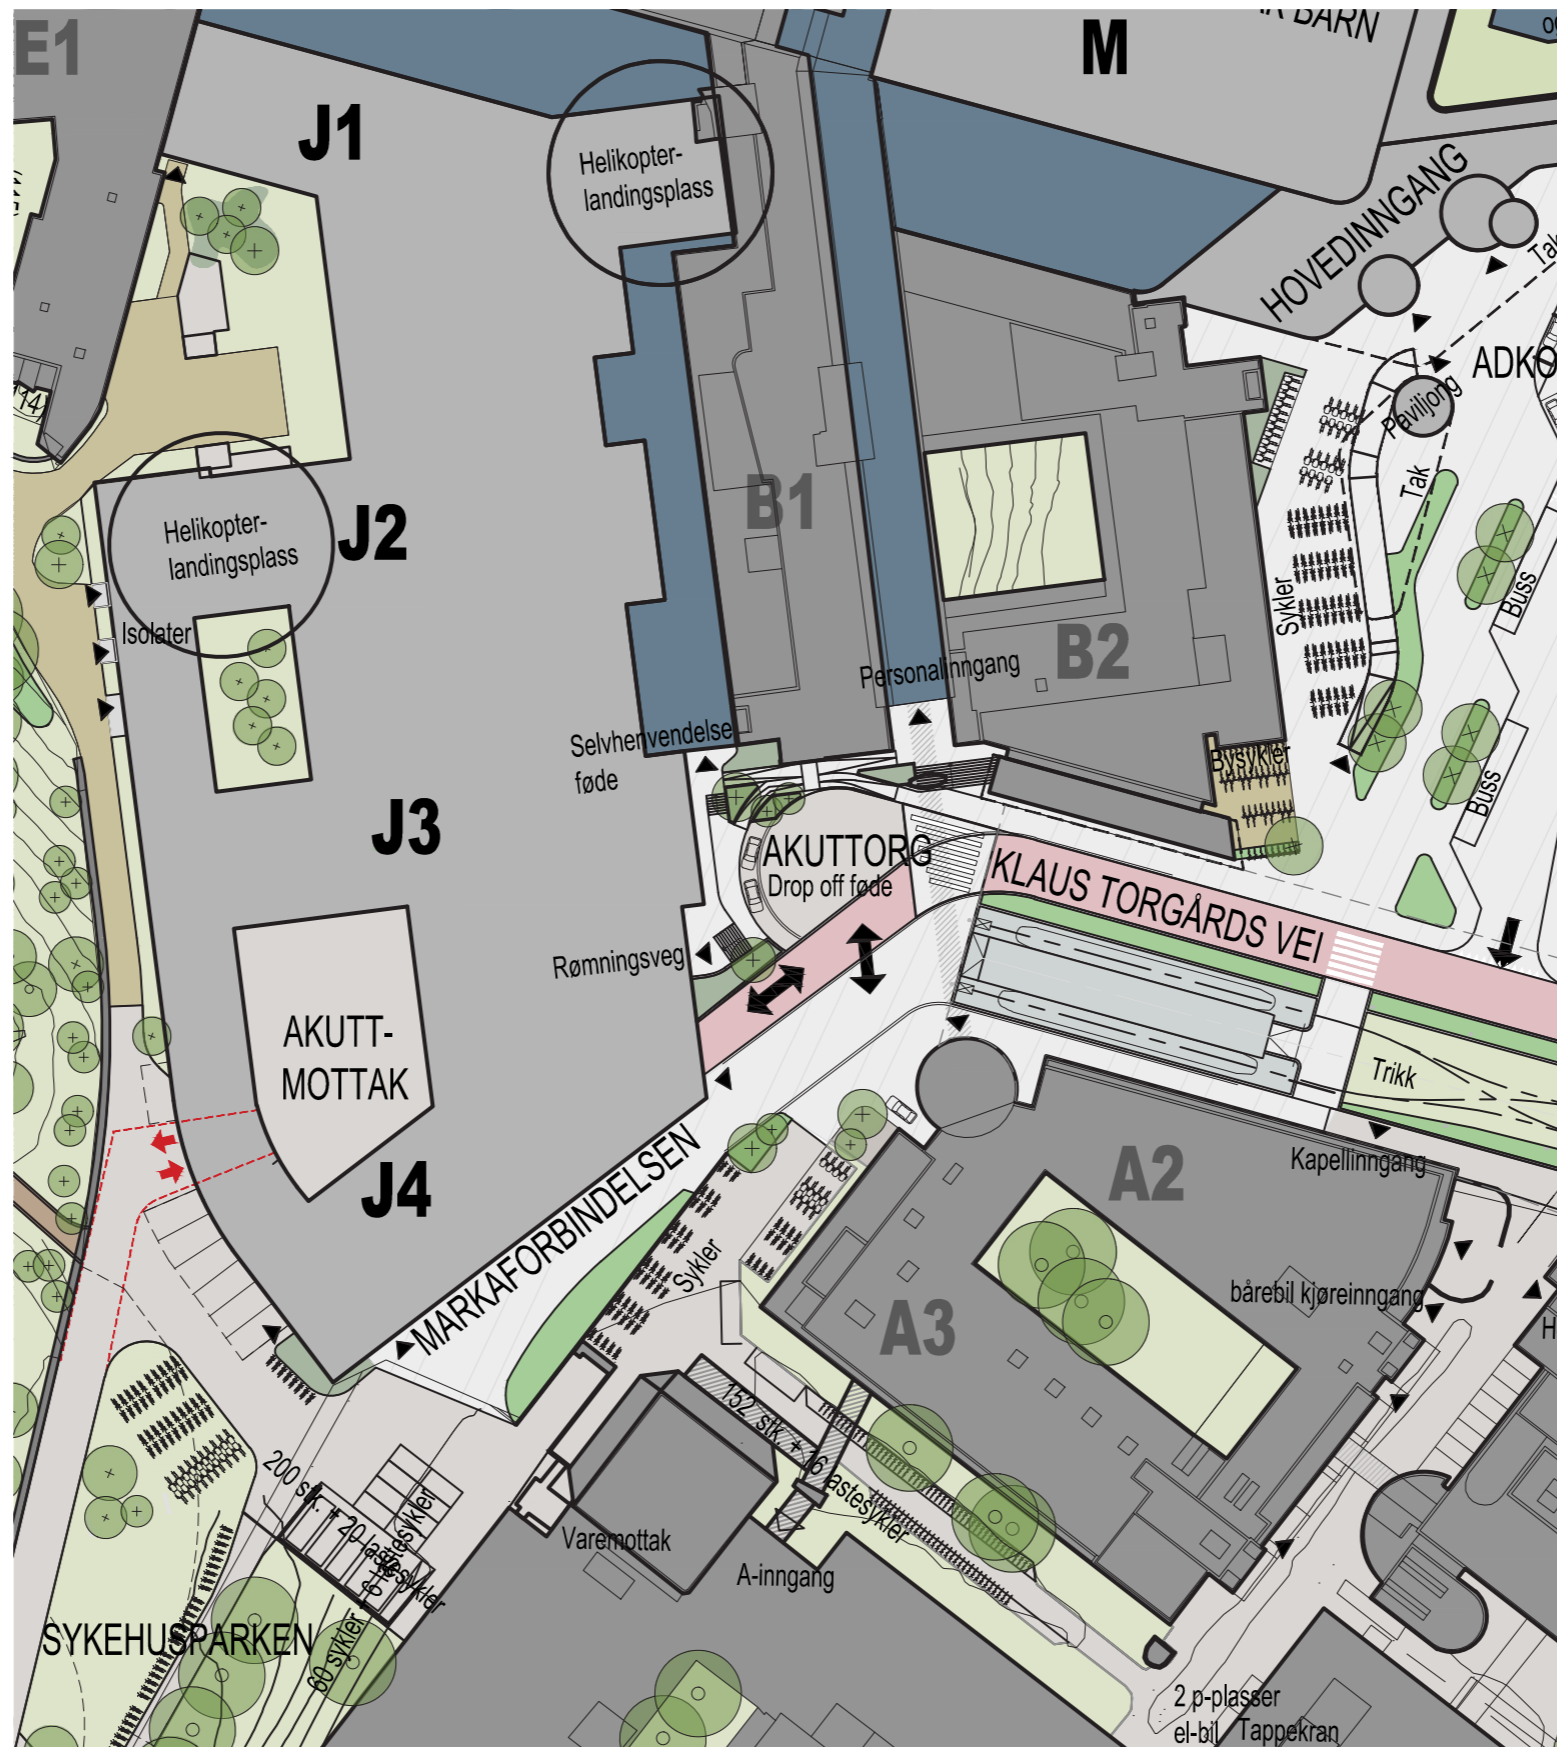 E1
M
BARN
J1
Helikopter-
landingsplass
HOVEDINNGANG
Tak
ADKO
Paviljong
Tak
B1
Helikopter-
landingsplass
J2
Buss
Sykler
Isolater
B2
Personalinngang
Selvhenvendelse
føde
Bysykler
Buss
J3
AKUTTORG
Drop off føde
KLAUS TORGÅRDS VEI
Rømningsveg
AKUTT-
MOTTAK
Trikk
J4
A2
Kapellinngang
MARKAFORBINDELSEN
Sykler
bårebil kjøreinngang
A3
H
152 stk. + 16 lastesykler
200 stk. + 20 lastesykler
Varemottak
A-inngang
SYKEHUSPARKEN
60 sykler
2 p-plasser
el-bil
Tappekran